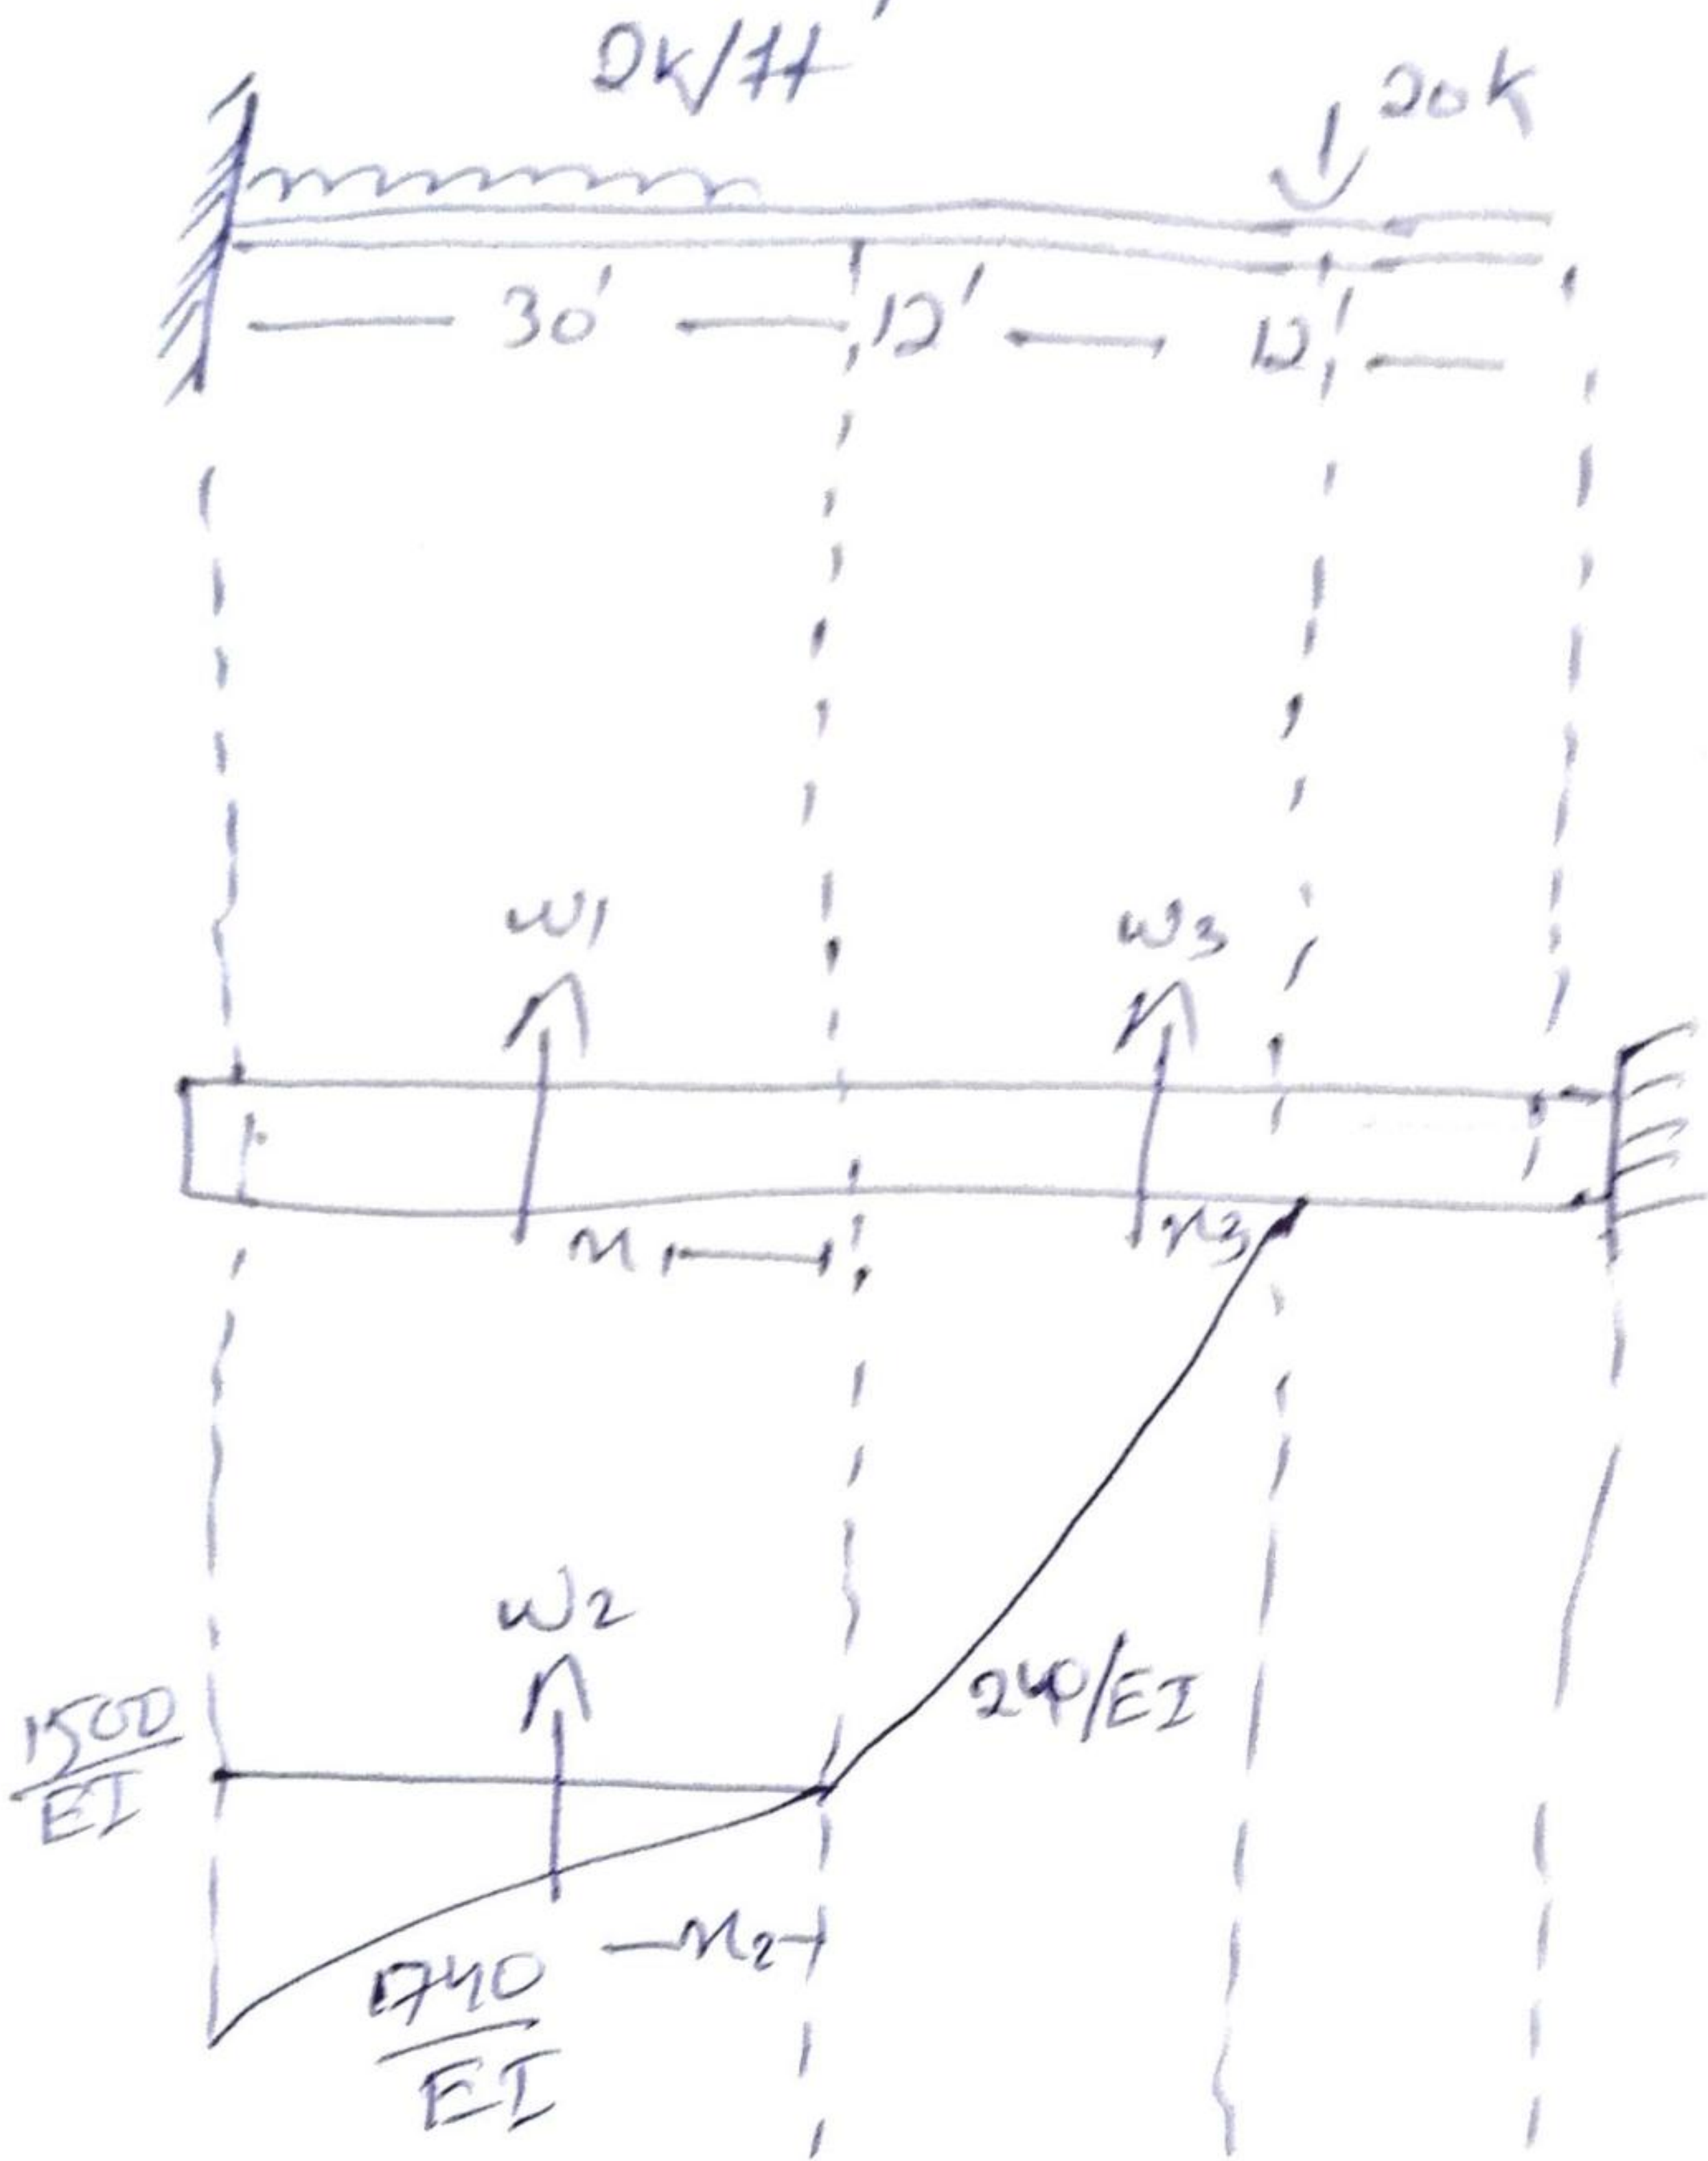 2k/ft
20k
30' 12' 12'
w1 w3
x1 x3
w2
1500/EI
240/EI
x2
1740/EI